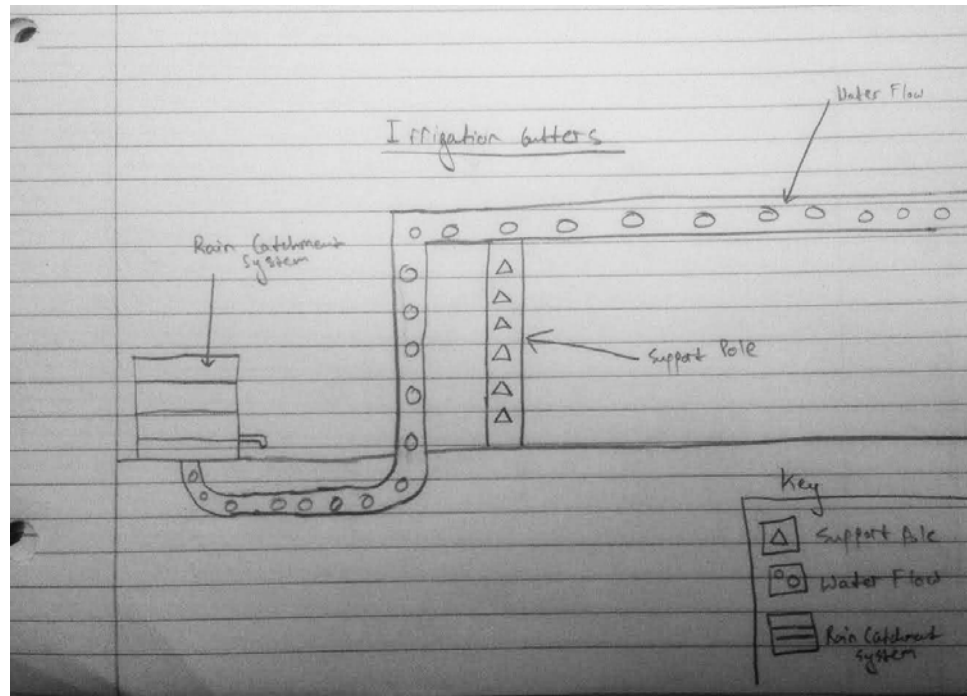 Water Flow
Irrigation Gutters
Rain Catchment
System
Support Pole
Key
Support Pole
Water Flow
Rain Catchment
System